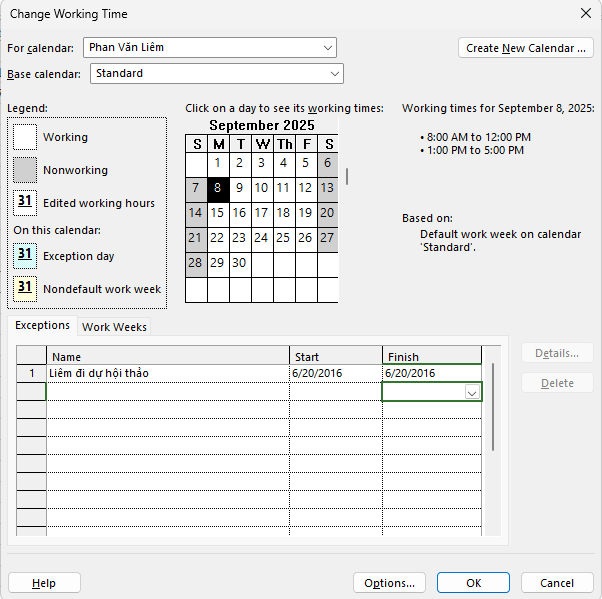 Change Working Time
For calendar: Phan Văn Liêm
Create New Calendar ...
Base calendar: Standard
Legend:
Working
Nonworking
31 Edited working hours
On this calendar:
31 Exception day
31 Nondefault work week
Click on a day to see its working times:
September 2025
S M T W Th F S
1 2 3 4 5 6
7 8 9 10 11 12 13
14 15 16 17 18 19 20
21 22 23 24 25 26 27
28 29 30
Working times for September 8, 2025:
• 8:00 AM to 12:00 PM
• 1:00 PM to 5:00 PM
Based on:
Default work week on calendar
'Standard'.
Exceptions Work Weeks
Name Start Finish
1 Liêm đi dự hội thảo 6/20/2016 6/20/2016
Details...
Delete
Help Options... OK Cancel